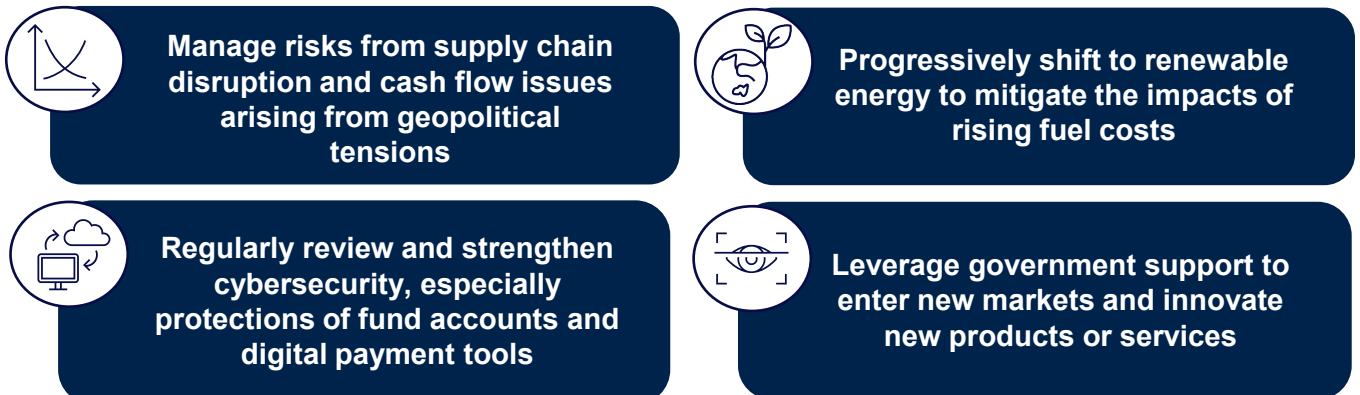 Manage risks from supply chain
disruption and cash flow issues
arising from geopolitical
tensions
Progressively shift to renewable
energy to mitigate the impacts of
rising fuel costs
Regularly review and strengthen
cybersecurity, especially
protections of fund accounts and
digital payment tools
Leverage government support to
enter new markets and innovate
new products or services